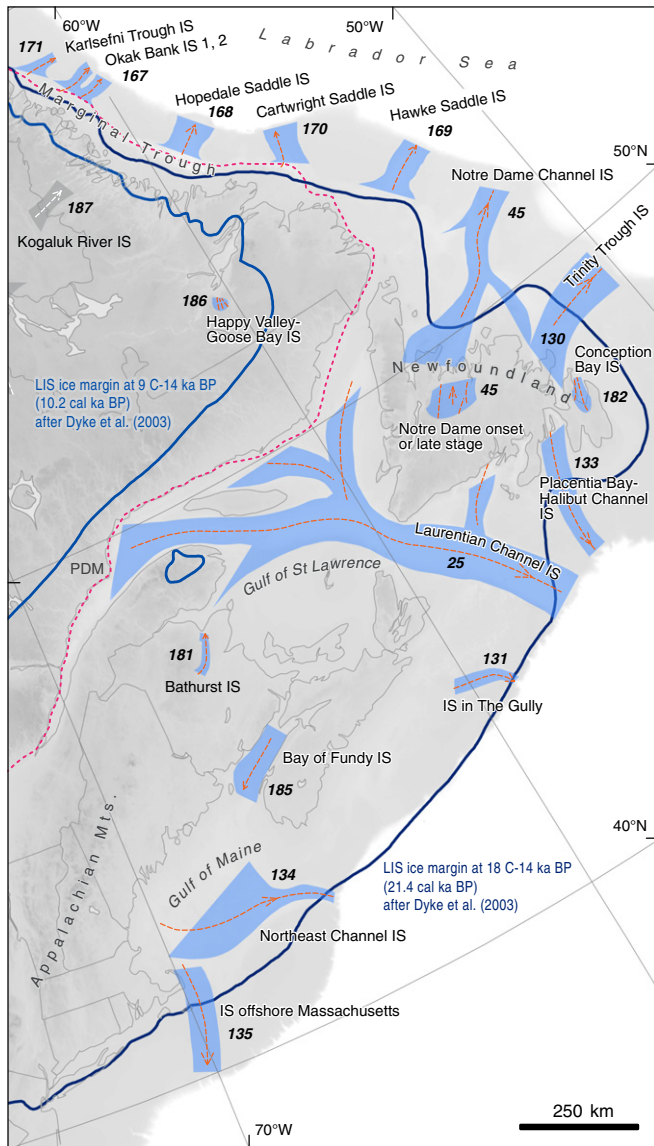 60°W
50°W
Labrador Sea
171
Karlsefni Trough IS
Okak Bank IS 1, 2
167
Marginal Trough
Hopedale Saddle IS
168
Cartwright Saddle IS
170
Hawke Saddle IS
169
50°N
Notre Dame Channel IS
45
187
Kogaluk River IS
Trinity Trough IS
186
Happy Valley-
Goose Bay IS
130
Conception
Bay IS
182
Newfoundland
45
Notre Dame onset
or late stage
LIS ice margin at 9 C-14 ka BP
(10.2 cal ka BP)
after Dyke et al. (2003)
133
Placentia Bay-
Halibut Channel
IS
Laurentian Channel IS
25
PDM
Gulf of St Lawrence
181
Bathurst IS
131
IS in The Gully
Bay of Fundy IS
185
40°N
Appalachian Mts.
Gulf of Maine
134
Northeast Channel IS
LIS ice margin at 18 C-14 ka BP
(21.4 cal ka BP)
after Dyke et al. (2003)
IS offshore Massachusetts
135
70°W
250 km